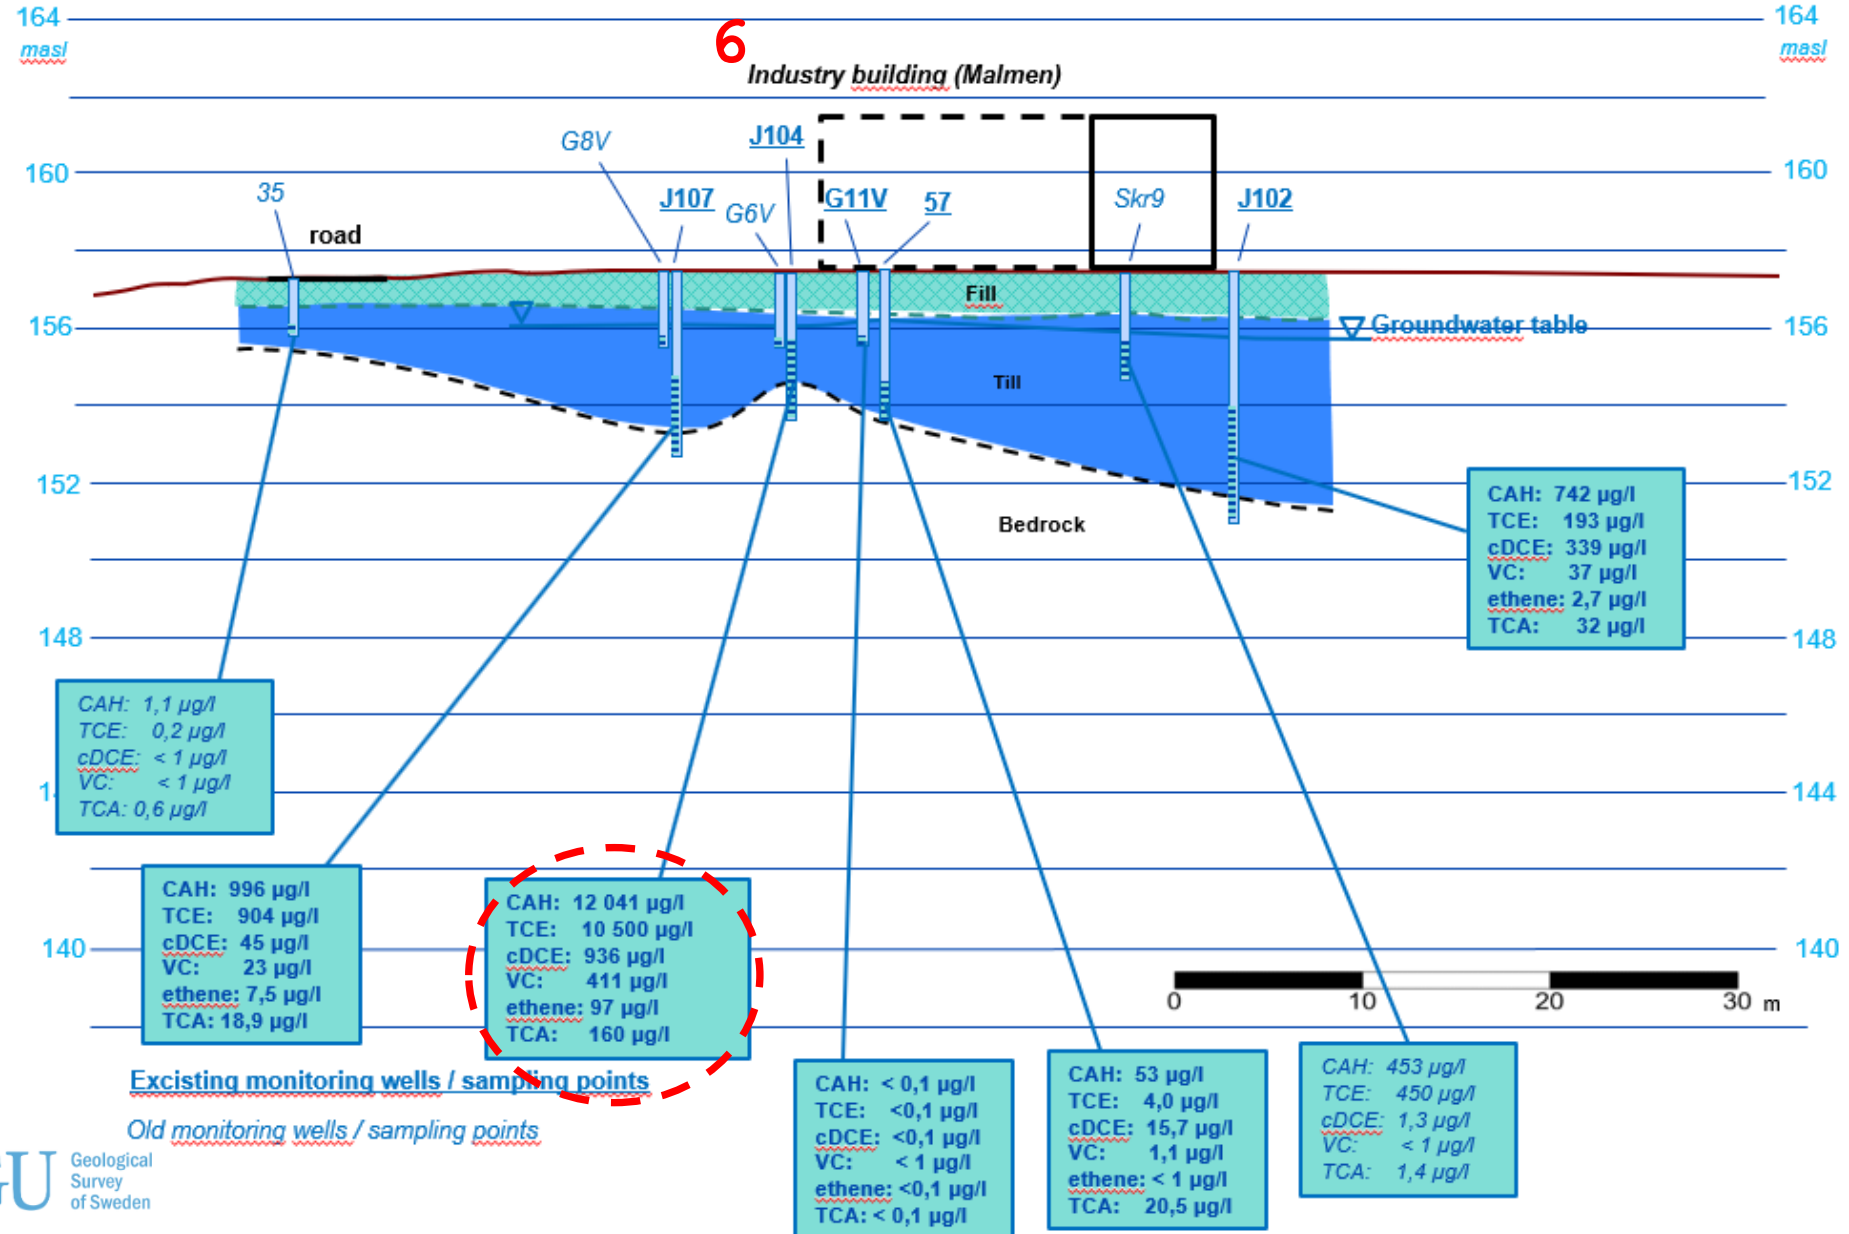 164
164
masl
masl
6
Industry building (Malmen)
G8V
J104
160
160
35
J107
G6V
G11V
57
Skr9
J102
road
Fill
156
Groundwater table
156
Till
152
152
Bedrock
CAH: 742 µg/l
TCE: 193 µg/l
cDCE: 339 µg/l
VC: 37 µg/l
ethene: 2,7 µg/l
TCA: 32 µg/l
148
148
CAH: 1,1 µg/l
TCE: 0,2 µg/l
cDCE: < 1 µg/l
VC: < 1 µg/l
TCA: 0,6 µg/l
144
CAH: 996 µg/l
TCE: 904 µg/l
cDCE: 45 µg/l
VC: 23 µg/l
ethene: 7,5 µg/l
TCA: 18,9 µg/l
CAH: 12 041 µg/l
TCE: 10 500 µg/l
cDCE: 936 µg/l
VC: 411 µg/l
ethene: 97 µg/l
TCA: 160 µg/l
140
140
0 10 20 30 m
CAH: < 0,1 µg/l
TCE: <0,1 µg/l
cDCE: <0,1 µg/l
VC: < 1 µg/l
ethene: <0,1 µg/l
TCA: < 0,1 µg/l
CAH: 53 µg/l
TCE: 4,0 µg/l
cDCE: 15,7 µg/l
VC: 1,1 µg/l
ethene: < 1 µg/l
TCA: 20,5 µg/l
CAH: 453 µg/l
TCE: 450 µg/l
cDCE: 1,3 µg/l
VC: < 1 µg/l
TCA: 1,4 µg/l
Excisting monitoring wells / sampling points
Old monitoring wells / sampling points
GU
Geological
Survey
of Sweden